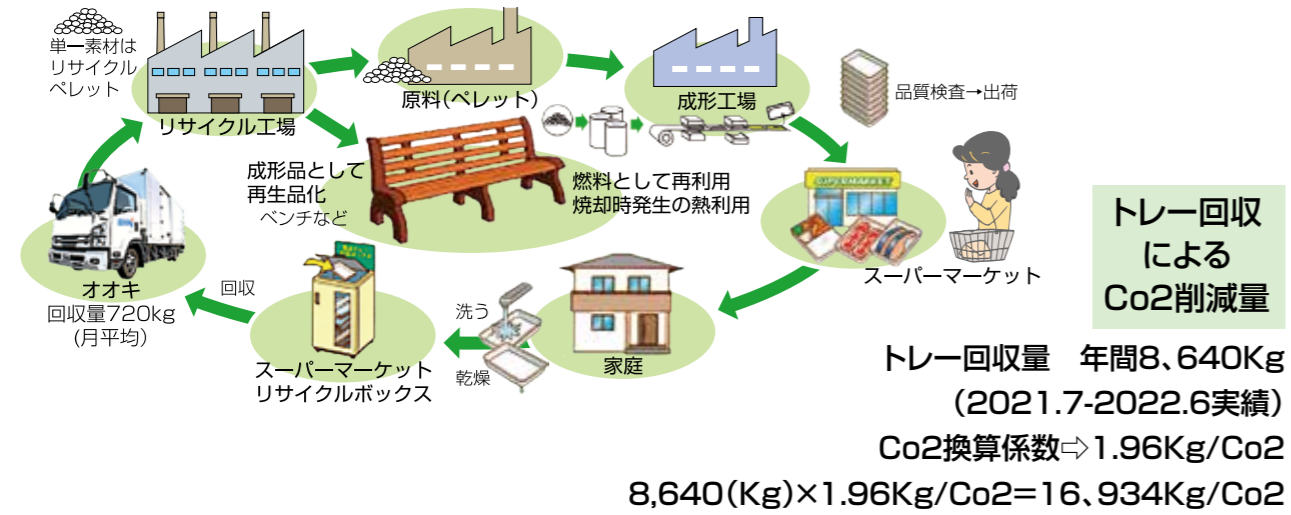 単一素材は
リサイクル
ペレット
リサイクル工場
原料(ペレット)
成形工場
品質検査→出荷
成形品として
再生品化
ベンチなど
燃料として再利用
焼却時発生の熱利用
SUPERMARKET
スーパーマーケット
家庭
洗う
乾燥
スーパーマーケット
リサイクルボックス
回収
オオキ
回収量720kg
(月平均)
トレー回収
による
Co2削減量
トレー回収量　年間8、640Kg
(2021.7-2022.6実績)
Co2換算係数⇨1.96Kg/Co2
8,640(Kg)×1.96Kg/Co2=16、934Kg/Co2